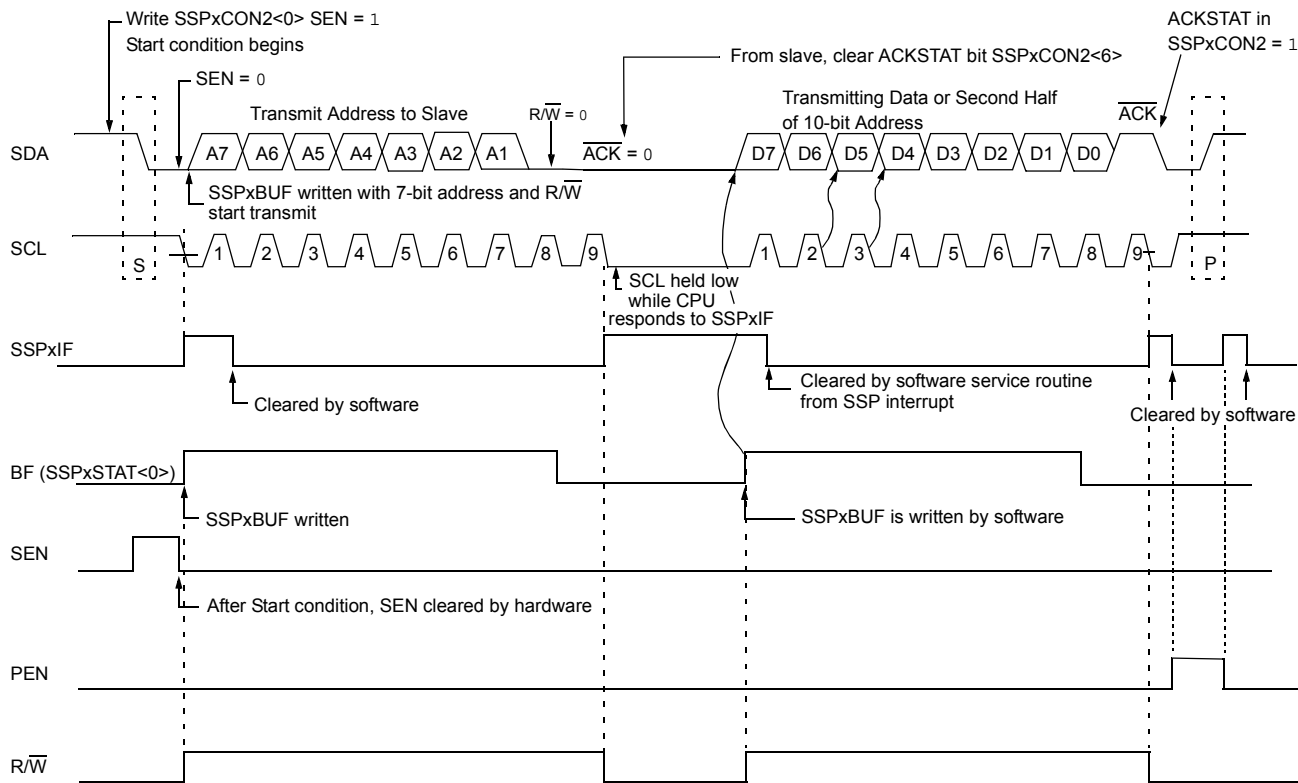 Write SSPxCON2<0> SEN = 1
Start condition begins
ACKSTAT in
SSPxCON2 = 1
From slave, clear ACKSTAT bit SSPxCON2<6>
SEN = 0
Transmit Address to Slave
R/W = 0
Transmitting Data or Second Half
of 10-bit Address
ACK
SDA
A7 A6 A5 A4 A3 A2 A1
ACK = 0
D7 D6 D5 D4 D3 D2 D1 D0
SSPxBUF written with 7-bit address and R/W
start transmit
SCL
S
1 2 3 4 5 6 7 8 9
1 2 3 4 5 6 7 8 9
P
SCL held low
while CPU
responds to SSPxIF
SSPxIF
Cleared by software
Cleared by software service routine
from SSP interrupt
Cleared by software
BF (SSPxSTAT<0>)
SSPxBUF written
SSPxBUF is written by software
SEN
After Start condition, SEN cleared by hardware
PEN
R/W